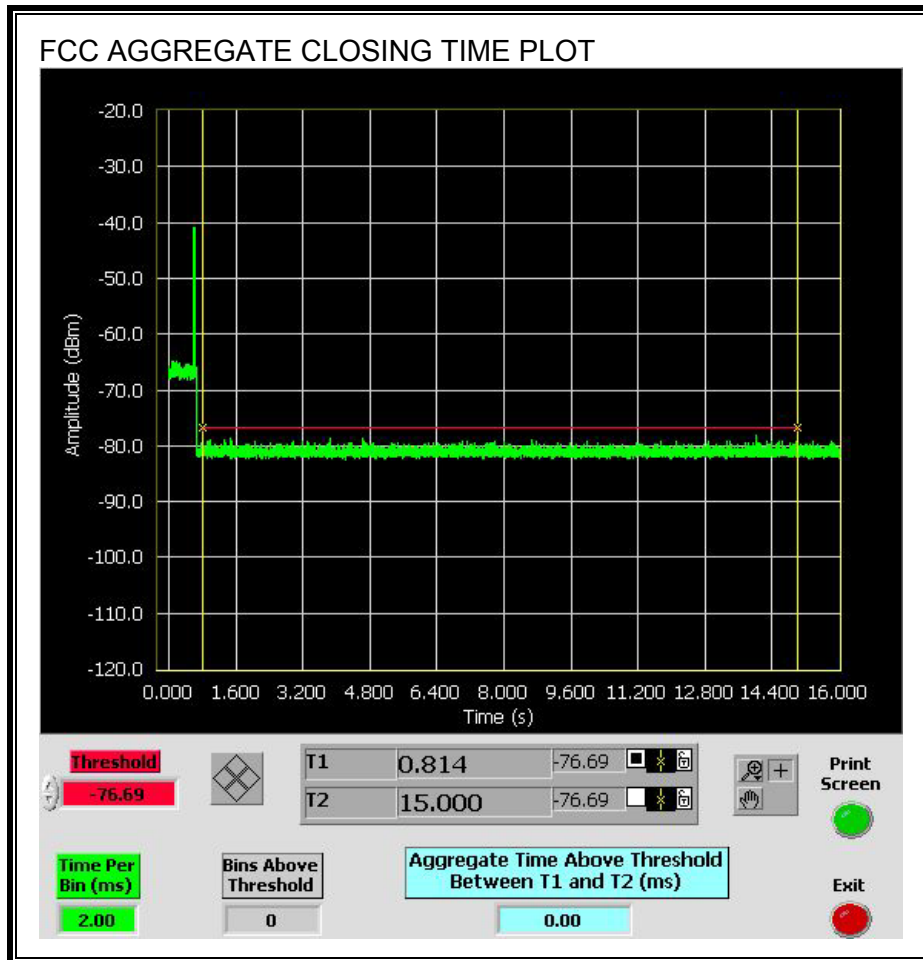 FCC AGGREGATE CLOSING TIME PLOT
-20.0
-30.0
-40.0
-50.0
-60.0
-70.0
-80.0
-90.0
-100.0
-110.0
-120.0
Amplitude (dBm)
0.000 1.600 3.200 4.800 6.400 8.000 9.600 11.200 12.800 14.400 16.000
Time (s)
Threshold
-76.69
T1 0.814 -76.69
T2 15.000 -76.69
Print
Screen
Time Per
Bin (ms)
2.00
Bins Above
Threshold
0
Aggregate Time Above Threshold
Between T1 and T2 (ms)
0.00
Exit